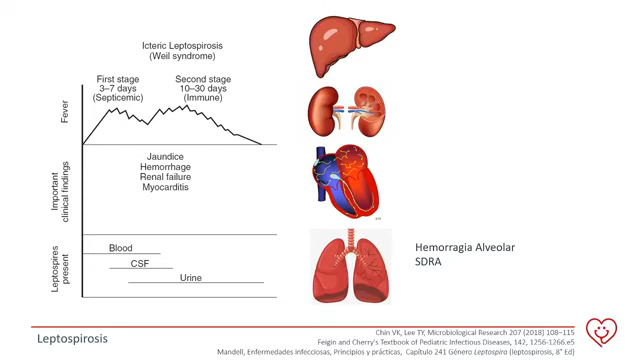 Icteric Leptospirosis
(Weil syndrome)
First stage
3–7 days
(Septicemic)
Second stage
10–30 days
(Immune)
Fever
Jaundice
Hemorrhage
Renal failure
Myocarditis
Important
clinical findings
Leptospires
present
Blood
CSF
Urine
Hemorragia Alveolar
SDRA
Leptospirosis
Chin VK, Lee TY, Microbiological Research 207 (2018) 108–115
Feigin and Cherry's Textbook of Pediatric Infectious Diseases, 142, 1256-1266.e5
Mandell, Enfermedades infecciosas, Principios y prácticas, Capítulo 241 Género Leptospira (leptospirosis, 8° Ed)